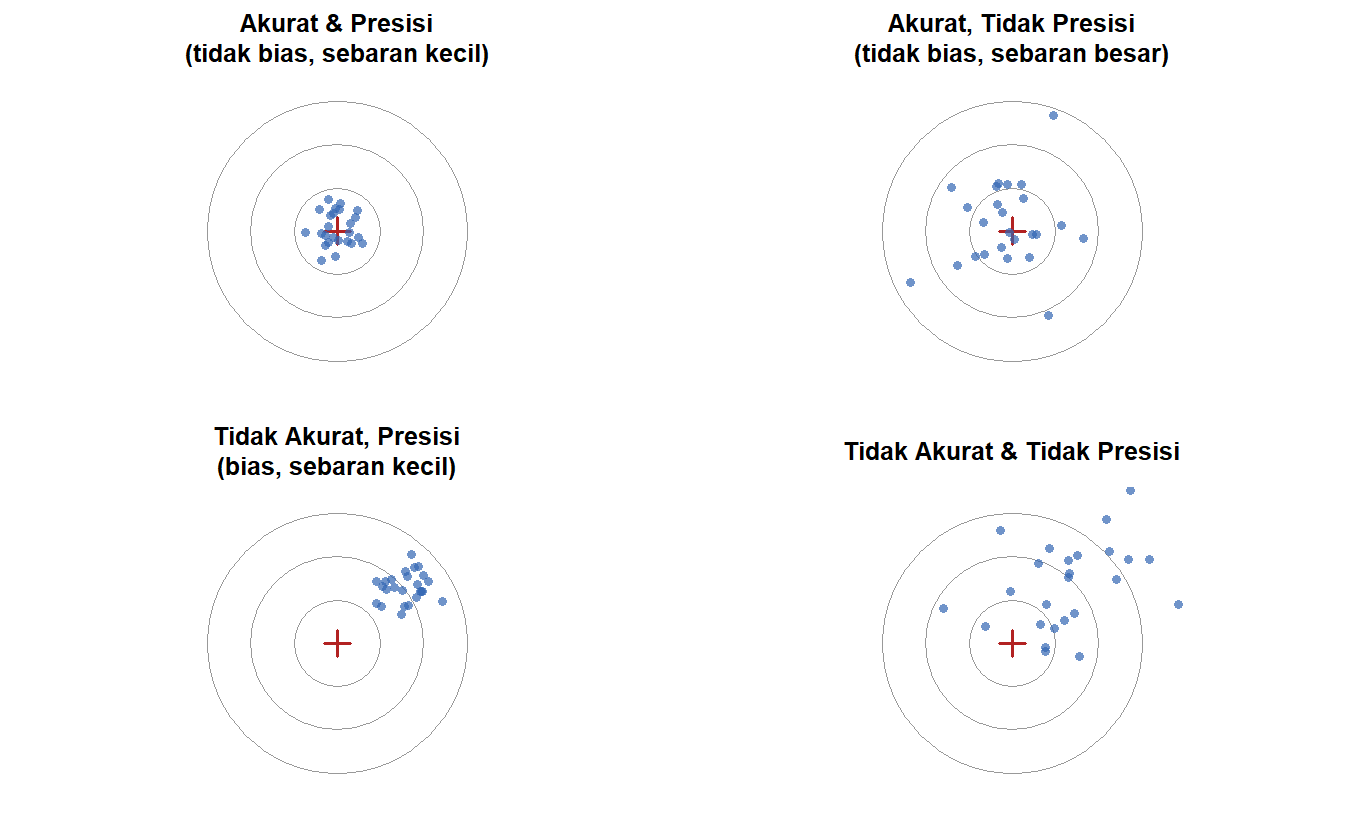 Akurat & Presisi
(tidak bias, sebaran kecil)
Akurat, Tidak Presisi
(tidak bias, sebaran besar)
Tidak Akurat, Presisi
(bias, sebaran kecil)
Tidak Akurat & Tidak Presisi